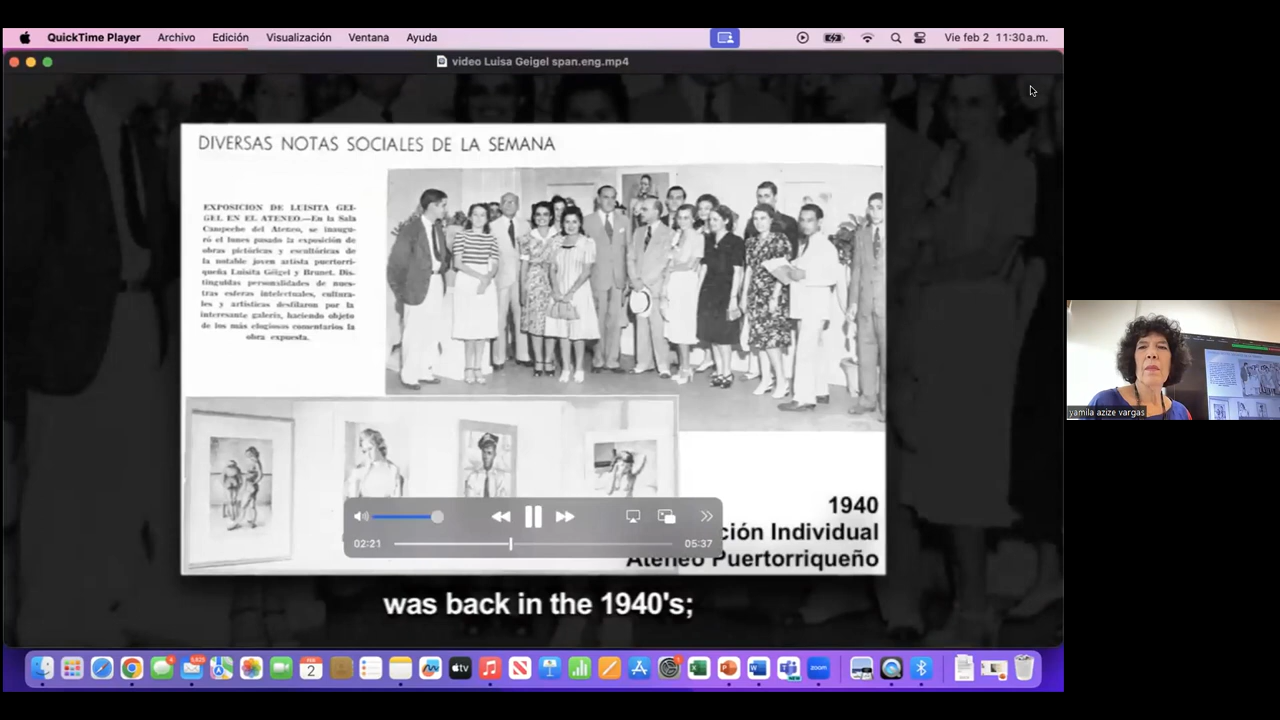 QuickTime Player Archivo Edición Visualización Ventana Ayuda Vie feb 2 11:30 a.m.
video Luisa Geigel span.eng.mp4
DIVERSAS NOTAS SOCIALES DE LA SEMANA
EXPOSICION DE LUISITA GEI-
GEL EN EL ATENEO.—En la Sala
Campeche del Ateneo, se inaugu-
ró el lunes pasado la exposición de
obras pictóricas y escultóricas de
la notable joven artista puertorri-
queña Luisita Géigel y Brunet. Dis-
tinguidas personalidades de nues-
tras esferas intelectuales, cultura-
les y artísticas desfilaron por la
interesante galería, haciendo objeto
de los más elogiosos comentarios la
obra expuesta.
1940
ción Individual
Ateneo Puertorriqueño
02:21 05:37
was back in the 1940's;
yamila azize vargas
FEB
2
tv
zoom